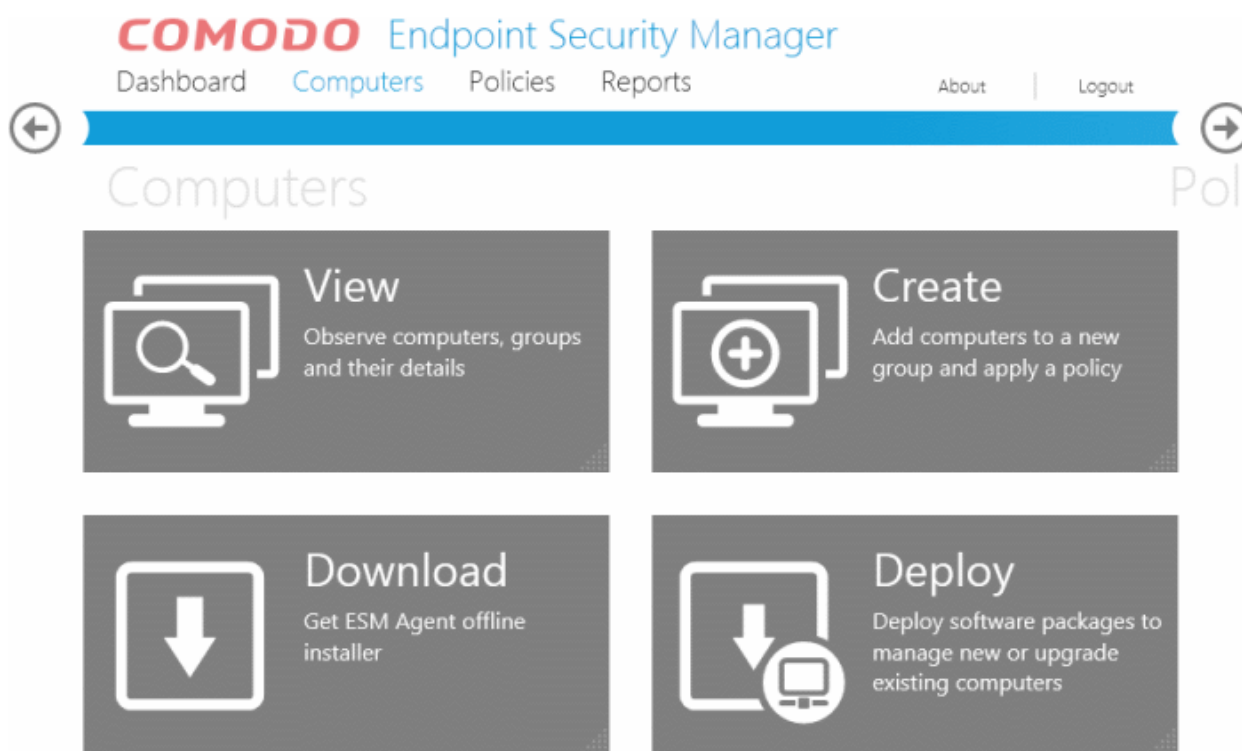 COMODO Endpoint Security Manager
Dashboard Computers Policies Reports About Logout
Computers
Pol
View
Observe computers, groups
and their details
Create
Add computers to a new
group and apply a policy
Download
Get ESM Agent offline
installer
Deploy
Deploy software packages to
manage new or upgrade
existing computers